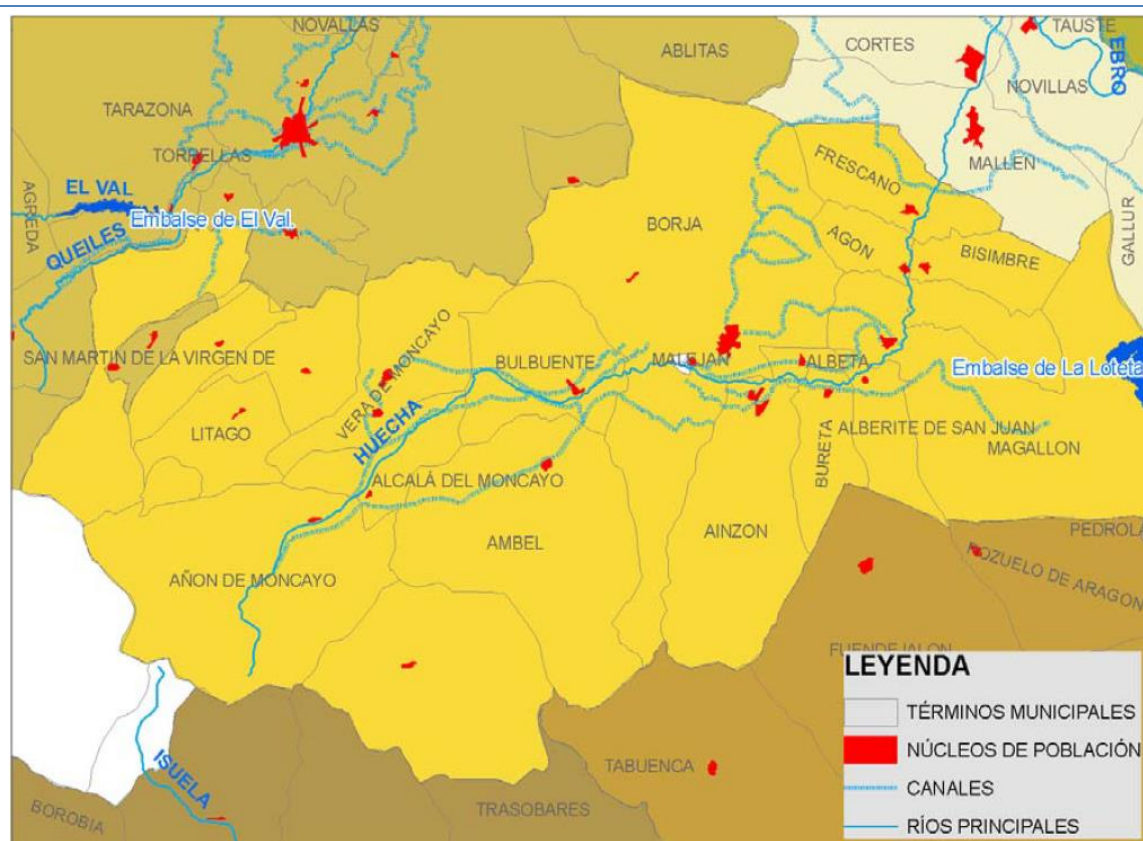 NOVALLAS
ABLITAS
CORTES
TAUSTE
EBRO
NOVILLAS
TARAZONA
TORRELLAS
MALLEN
FRESCANO
AGREDA
EL VAL
Embalse de El Val.
QUEILES
BORJA
AGON
BISIMBRE
GALLUR
SAN MARTIN DE LA VIRGEN DE
VERA DE MONCAYO
BULBUENTE
MALEJAN
ALBETA
Embalse de La Loteta
LITAGO
HUECHA
ALCALÁ DEL MONCAYO
BURETA
ALBERITE DE SAN JUAN
MAGALLON
AMBEL
AINZON
PEDROLA
POZUELO DE ARAGON
AÑON DE MONCAYO
FUENDEJALON
ISUELA
TABUENCA
BOROBIA
TRASOBARES
LEYENDA
TÉRMINOS MUNICIPALES
NÚCLEOS DE POBLACIÓN
CANALES
RÍOS PRINCIPALES